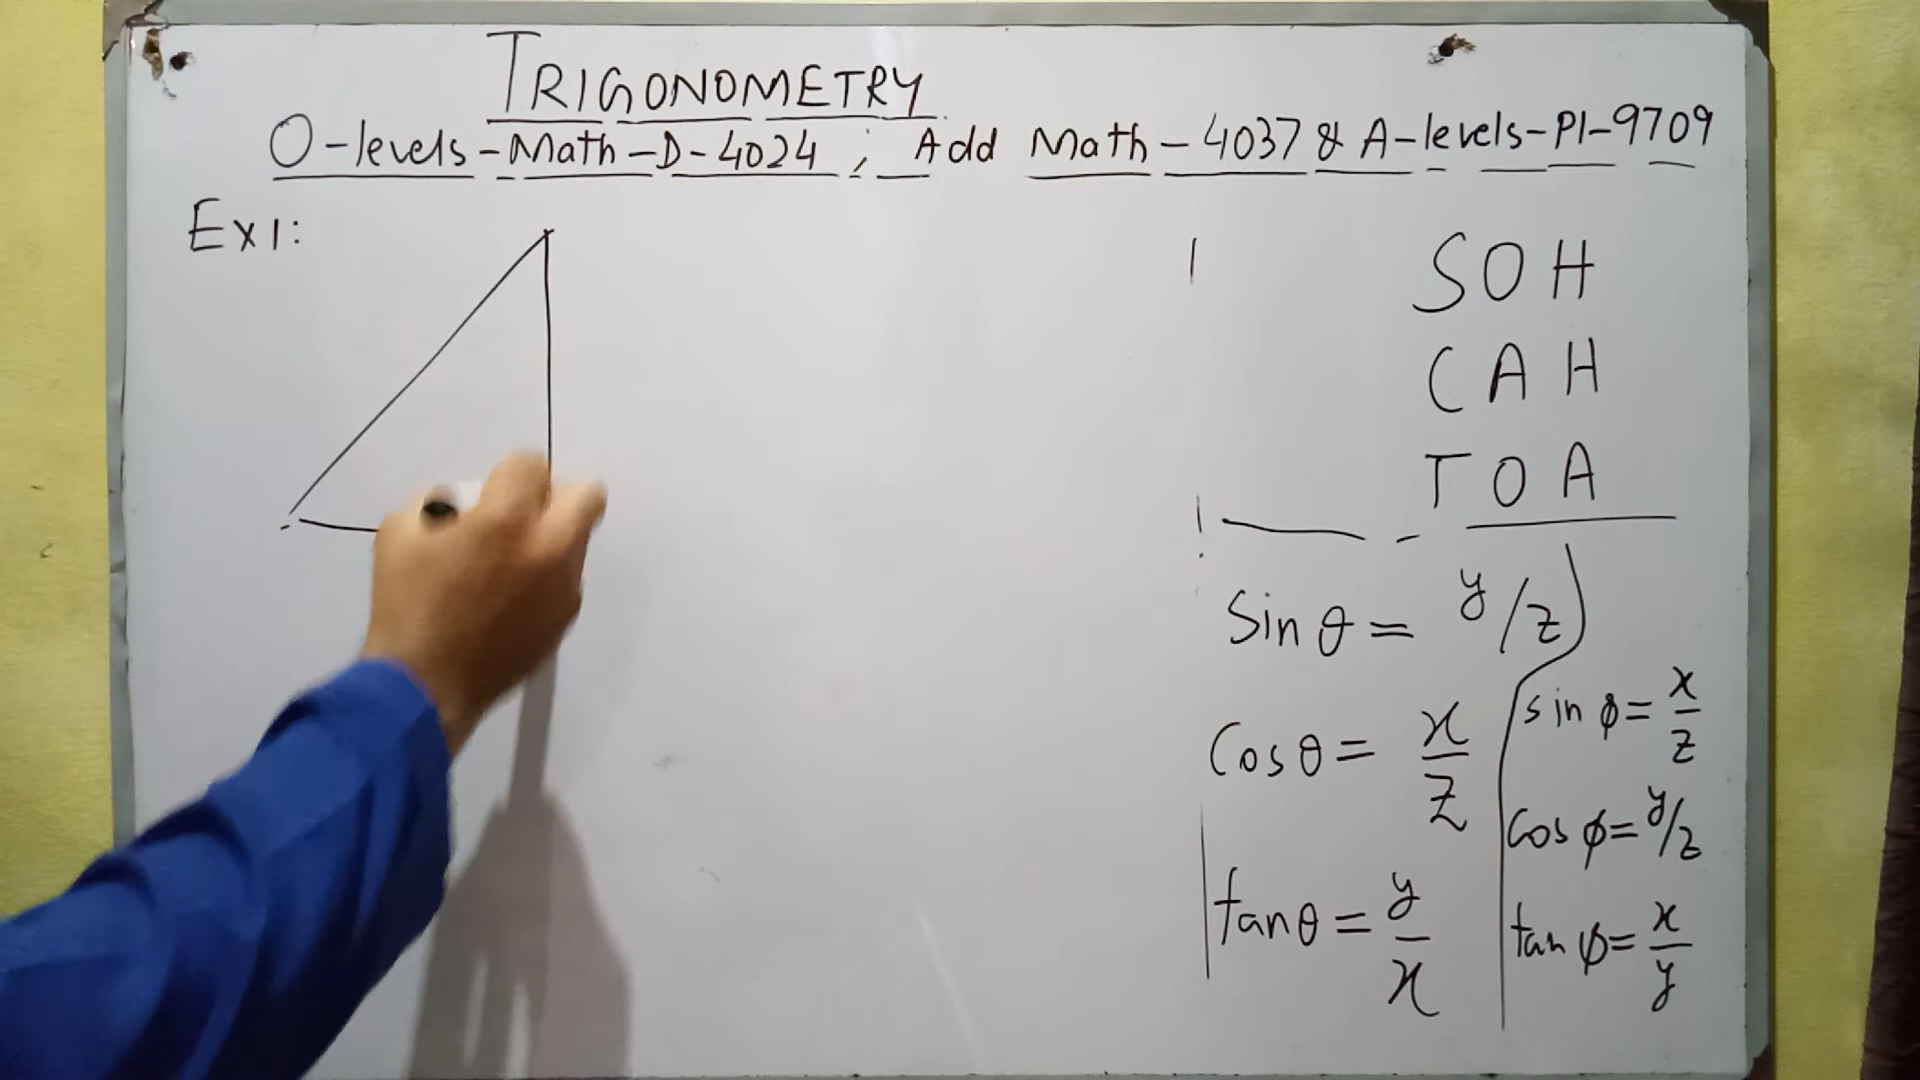 TRIGONOMETRY
O-levels-Math-D-4024; Add Math-4037 & A-levels-P1-9709
Ex1:
SOH
CAH
TOA
Sin θ = y/z
Cos θ = x/z
tan θ = y/x
sin φ = x/z
cos φ = y/z
tan φ = x/y